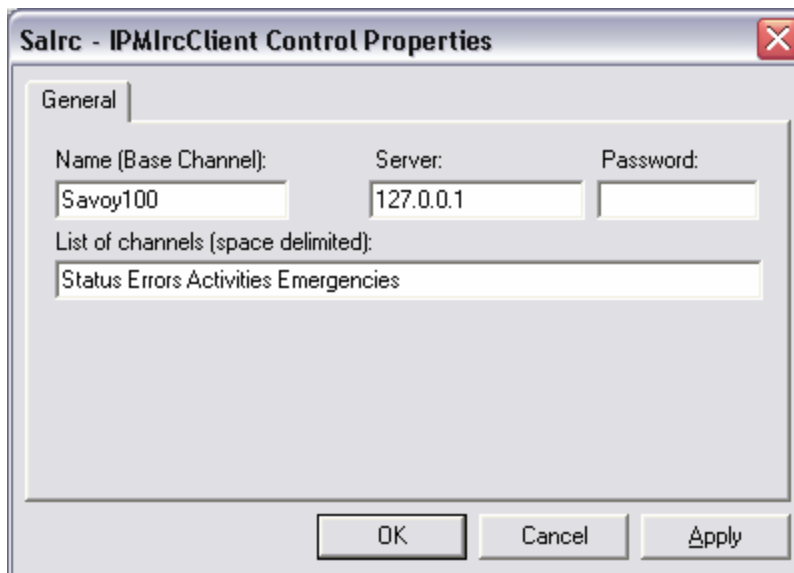 SaIrc - IPMIrcClient Control Properties
General
Name (Base Channel): Server: Password:
Savoy100 127.0.0.1
List of channels (space delimited):
Status Errors Activities Emergencies
OK Cancel Apply